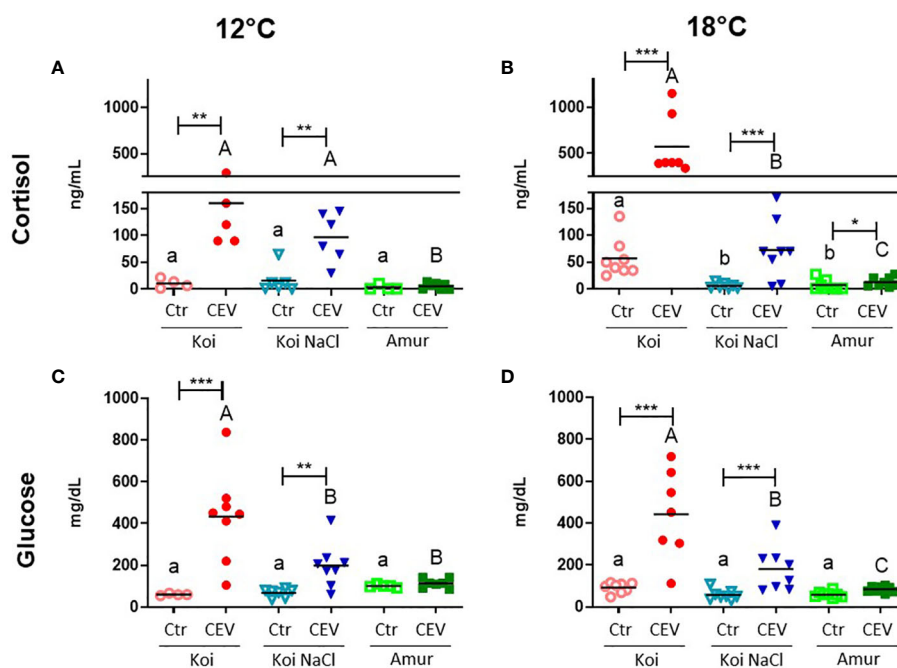 12°C 18°C
A B
Cortisol
ng/mL ng/mL
1000 1000
500 500
150 150
100 100
50 50
0 0
** ** *** *** *
A A A B
a a B a b b C
Ctr CEV Ctr CEV Ctr CEV Ctr CEV Ctr CEV Ctr CEV
Koi Koi NaCl Amur Koi Koi NaCl Amur
C D
Glucose
mg/dL mg/dL
1000 1000
800 800
600 600
400 400
200 200
0 0
*** ** *** ***
A A
B B
a a a B a a a C
Ctr CEV Ctr CEV Ctr CEV Ctr CEV Ctr CEV Ctr CEV
Koi Koi NaCl Amur Koi Koi NaCl Amur